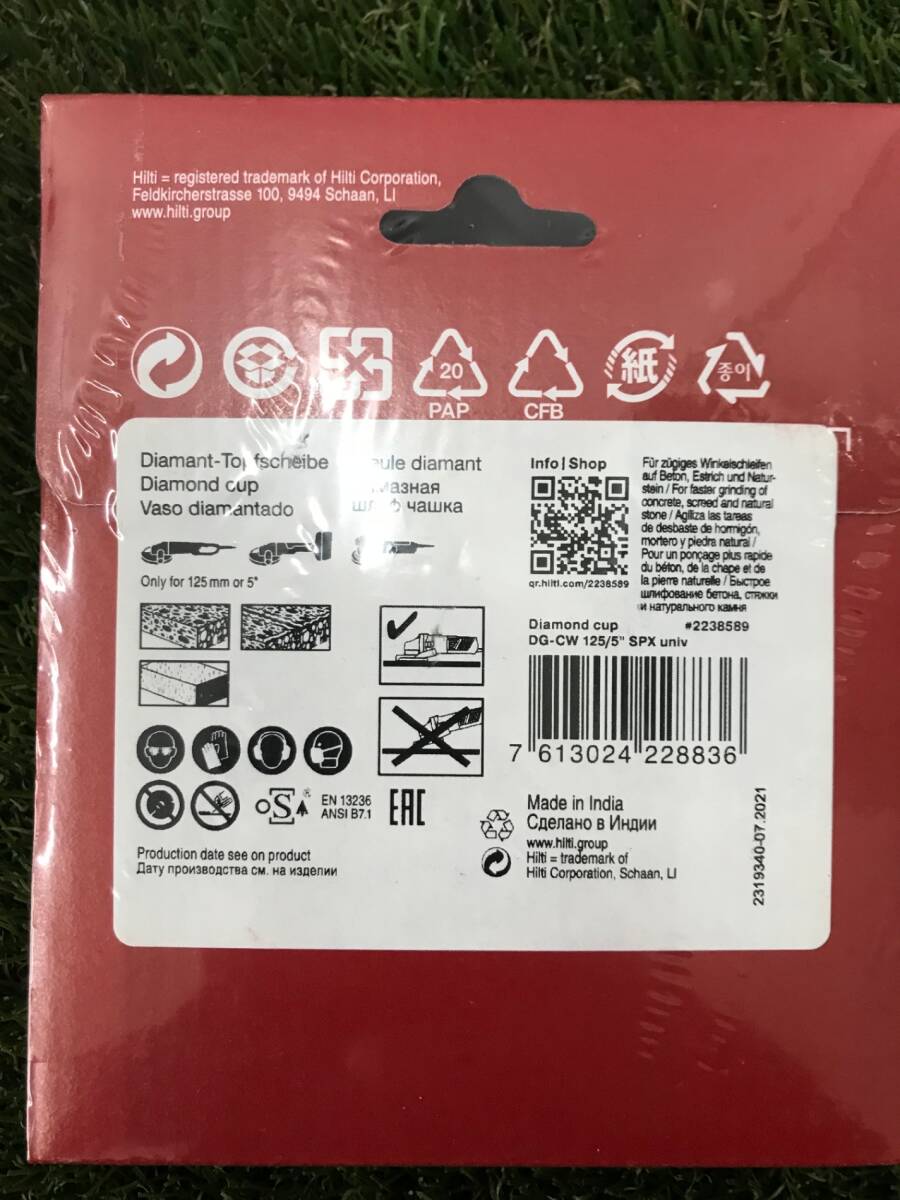 Hilti = registered trademark of Hilti Corporation,
Feldkircherstrasse 100, 9494 Schaan, LI
www.hilti.group
20
PAP
CFB
紙
종이
Diamant-Topfscheibe
Diamond cup
Vaso diamantado
diamant
чашка
Only for 125 mm or 5"
Info | Shop
qr.hilti.com/2238589
Für zügiges Winkelschleifen
auf Beton, Estrich und Natur-
stein / For faster grinding of
concrete, screed and natural
stone / Agiliza las tareas
de desbaste de hormigón,
mortero y piedra natural /
Pour un ponçage plus rapide
du béton, de la chape et de
la pierre naturelle / Быстрое
шлифование бетона, стяжки
и натурального камня
Diamond cup #2238589
DG-CW 125/5" SPX univ
7 613024 228836
oSa
®
EN 13236
ANSI B7.1
EAC
Made in India
Сделано в Индии
www.hilti.group
Hilti = trademark of
Hilti Corporation, Schaan, LI
Production date see on product
Дату производства см. на изделии
2319340-07.2021